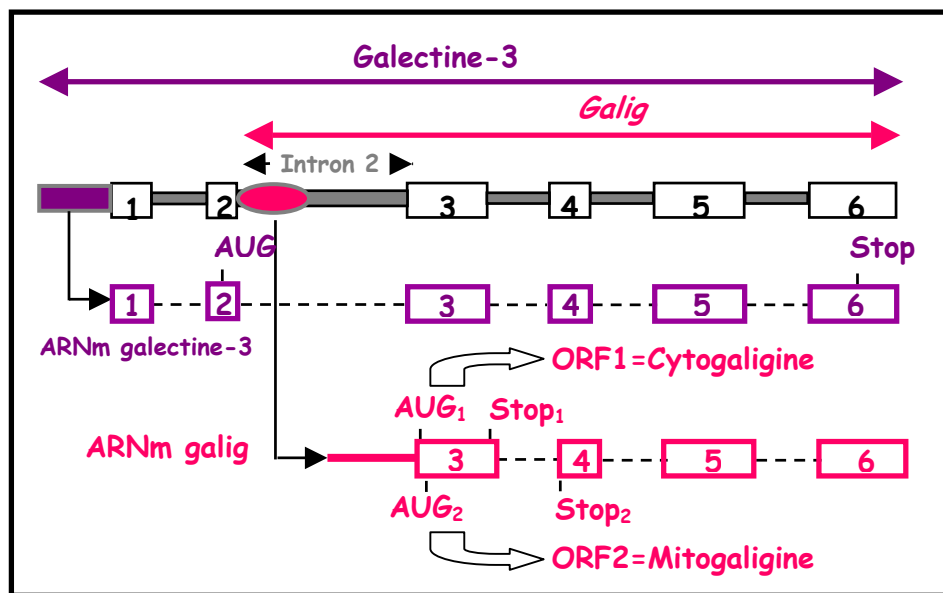 Galectine-3
Galig
Intron 2
1 2 3 4 5 6
AUG Stop
1 2 3 4 5 6
ARNm galectine-3
ORF1=Cytogaligine
AUG₁ Stop₁
ARNm galig 3 4 5 6
AUG₂ Stop₂
ORF2=Mitogaligine